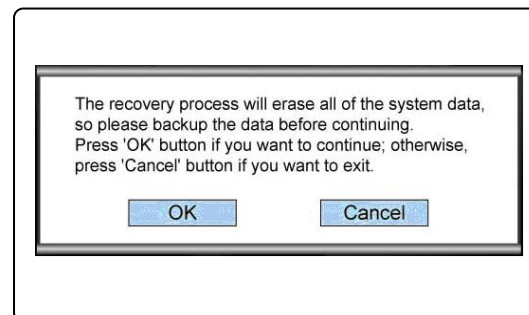 The recovery process will erase all of the system data,
so please backup the data before continuing.
Press 'OK' button if you want to continue; otherwise,
press 'Cancel' button if you want to exit.
OK Cancel